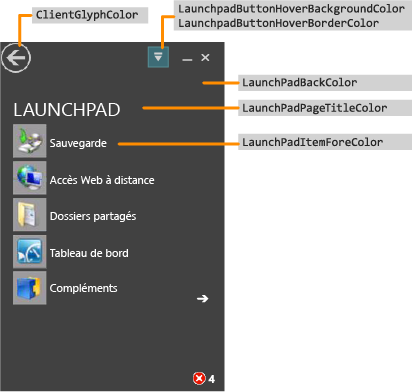 ClientGlyphColor
LaunchpadButtonHoverBackgroundColor
LaunchpadButtonHoverBorderColor
LaunchPadBackColor
LAUNCHPAD
LaunchPadPageTitleColor
Sauvegarde
LaunchPadItemForeColor
Accès Web à distance
Dossiers partagés
Tableau de bord
Compléments
4